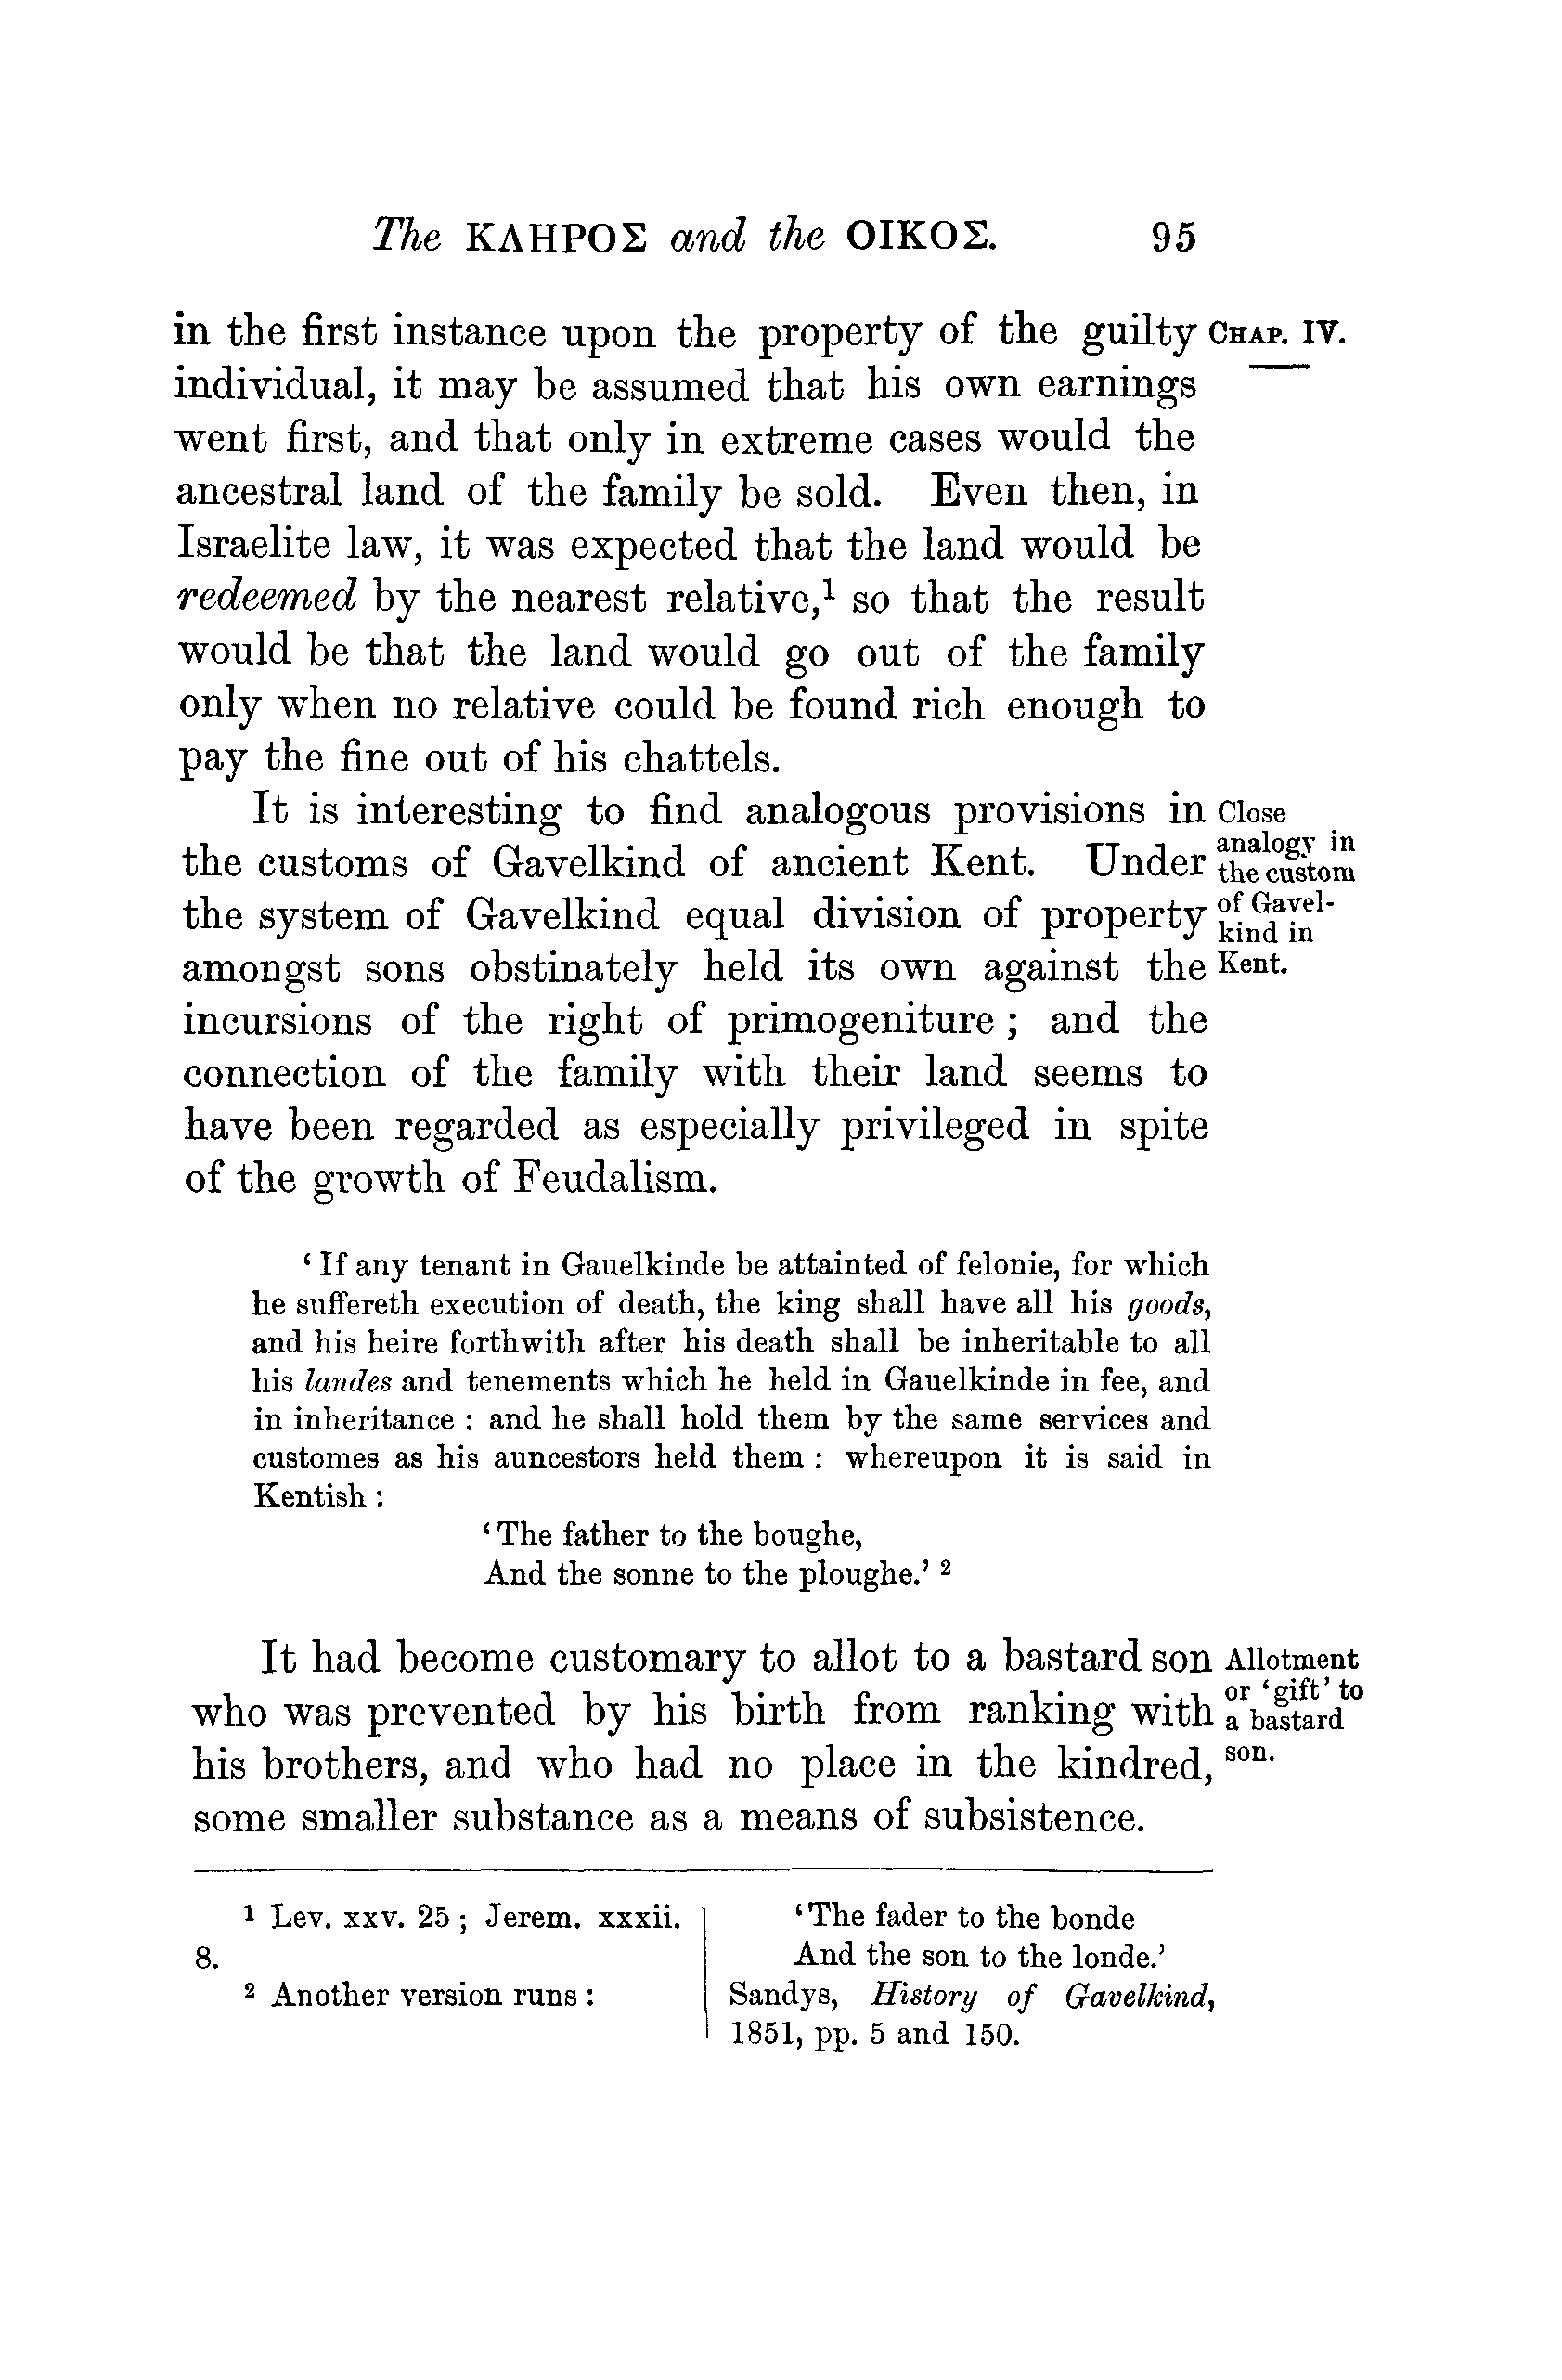 The ΚΛΗΡΟΣ and the ΟΙΚΟΣ. 95
in the first instance upon the property of the guilty
individual, it may be assumed that his own earnings
went first, and that only in extreme cases would the
ancestral land of the family be sold. Even then, in
Israelite law, it was expected that the land would be
redeemed by the nearest relative,¹ so that the result
would be that the land would go out of the family
only when no relative could be found rich enough to
pay the fine out of his chattels.
CHAP. IV.
It is interesting to find analogous provisions in
the customs of Gavelkind of ancient Kent. Under
the system of Gavelkind equal division of property
amongst sons obstinately held its own against the
incursions of the right of primogeniture ; and the
connection of the family with their land seems to
have been regarded as especially privileged in spite
of the growth of Feudalism.
Close
analogy in
the custom
of Gavel-
kind in
Kent.
‘ If any tenant in Gauelkinde be attainted of felonie, for which
he suffereth execution of death, the king shall have all his goods,
and his heire forthwith after his death shall be inheritable to all
his landes and tenements which he held in Gauelkinde in fee, and
in inheritance : and he shall hold them by the same services and
customes as his auncestors held them : whereupon it is said in
Kentish :
‘ The father to the boughe,
And the sonne to the ploughe.’ ²
It had become customary to allot to a bastard son
who was prevented by his birth from ranking with
his brothers, and who had no place in the kindred,
some smaller substance as a means of subsistence.
Allotment
or ‘gift’ to
a bastard
son.
¹ Lev. xxv. 25 ; Jerem. xxxii.
8.
² Another version runs :
‘The fader to the bonde
And the son to the londe.’
Sandys, History of Gavelkind,
1851, pp. 5 and 150.